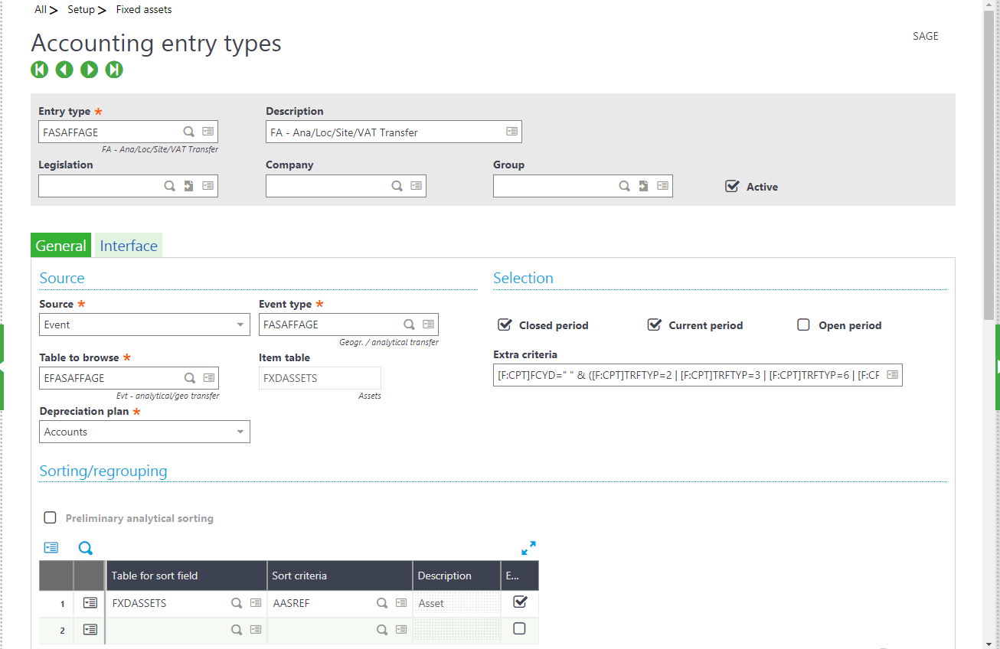 All > Setup > Fixed assets
Accounting entry types
SAGE
Entry type *
Description
FASAFFAGE
FA - Ana/Loc/Site/VAT Transfer
FA - Ana/Loc/Site/VAT Transfer
Legislation
Company
Group
Active
General
Interface
Source
Selection
Source *
Event type *
Event
FASAFFAGE
Closed period
Current period
Open period
Geogr. / analytical transfer
Table to browse *
Item table
Extra criteria
EFASAFFAGE
FXDASSETS
[F:CPT]FCYD=" " & ([F:CPT]TRFTYP=2 | [F:CPT]TRFTYP=3 | [F:CPT]TRFTYP=6 | [F:CF
Evt - analytical/geo transfer
Assets
Depreciation plan *
Accounts
Sorting/regrouping
Preliminary analytical sorting
Table for sort field
Sort criteria
Description
E...
1
FXDASSETS
AASREF
Asset
2